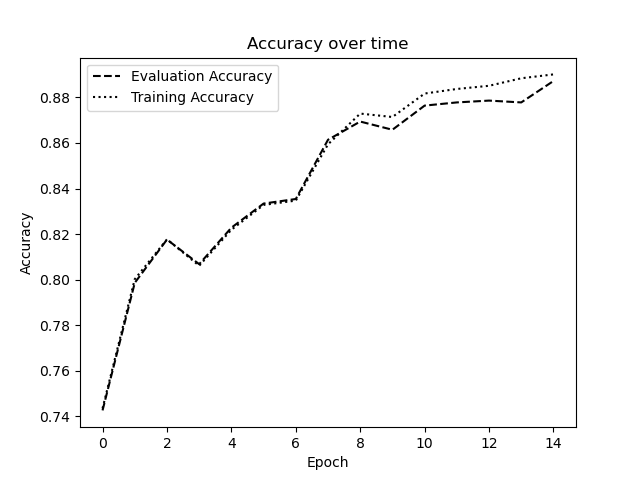 Accuracy over time
Evaluation Accuracy
Training Accuracy
Accuracy
0.88
0.86
0.84
0.82
0.80
0.78
0.76
0.74
0 2 4 6 8 10 12 14
Epoch